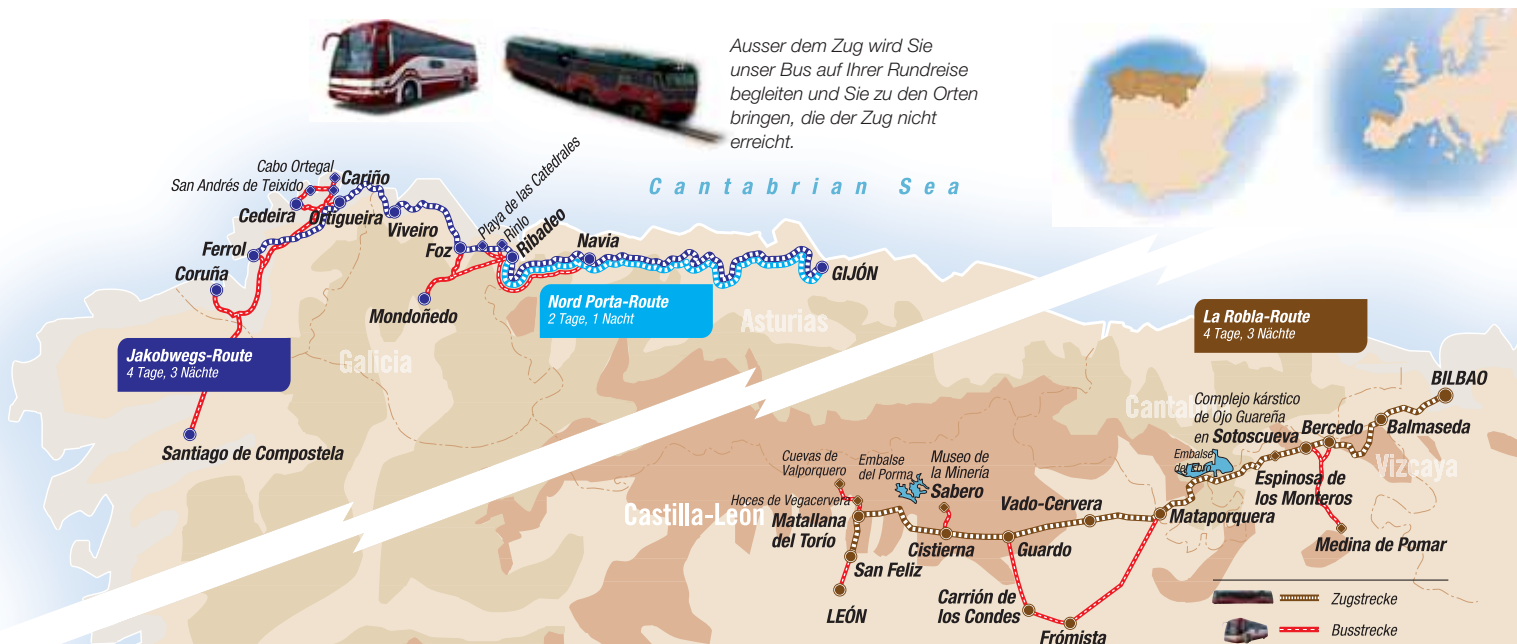 Ausser dem Zug wird Sie
unser Bus auf Ihrer Rundreise
begleiten und Sie zu den Orten
bringen, die der Zug nicht
erreicht.
Cantabrian Sea
Cabo Ortegal
San Andrés de Teixido
Cariño
Cedeira
Ortigueira
Viveiro
Ferrol
Coruña
Foz
Playa de las Catedrales
Rinlo
Ribadeo
Navia
GIJÓN
Mondoñedo
Nord Porta-Route
2 Tage, 1 Nacht
Asturias
Galicia
Jakobwegs-Route
4 Tage, 3 Nächte
Santiago de Compostela
La Robla-Route
4 Tage, 3 Nächte
BILBAO
Balmaseda
Vizcaya
Complejo kárstico
de Ojo Guareña
en Sotoscueva
Bercedo
Espinosa de
los Monteros
Medina de Pomar
Embalse
del Ebro
Mataporquera
Vado-Cervera
Guardo
Carrión de
los Condes
Frómista
Museo de
la Minería
Sabero
Cistierna
Embalse
del Porma
Cuevas de
Valporquero
Hoces de Vegacervera
Matallana
del Torío
San Feliz
LEÓN
Castilla-León
Zugstrecke
Busstrecke